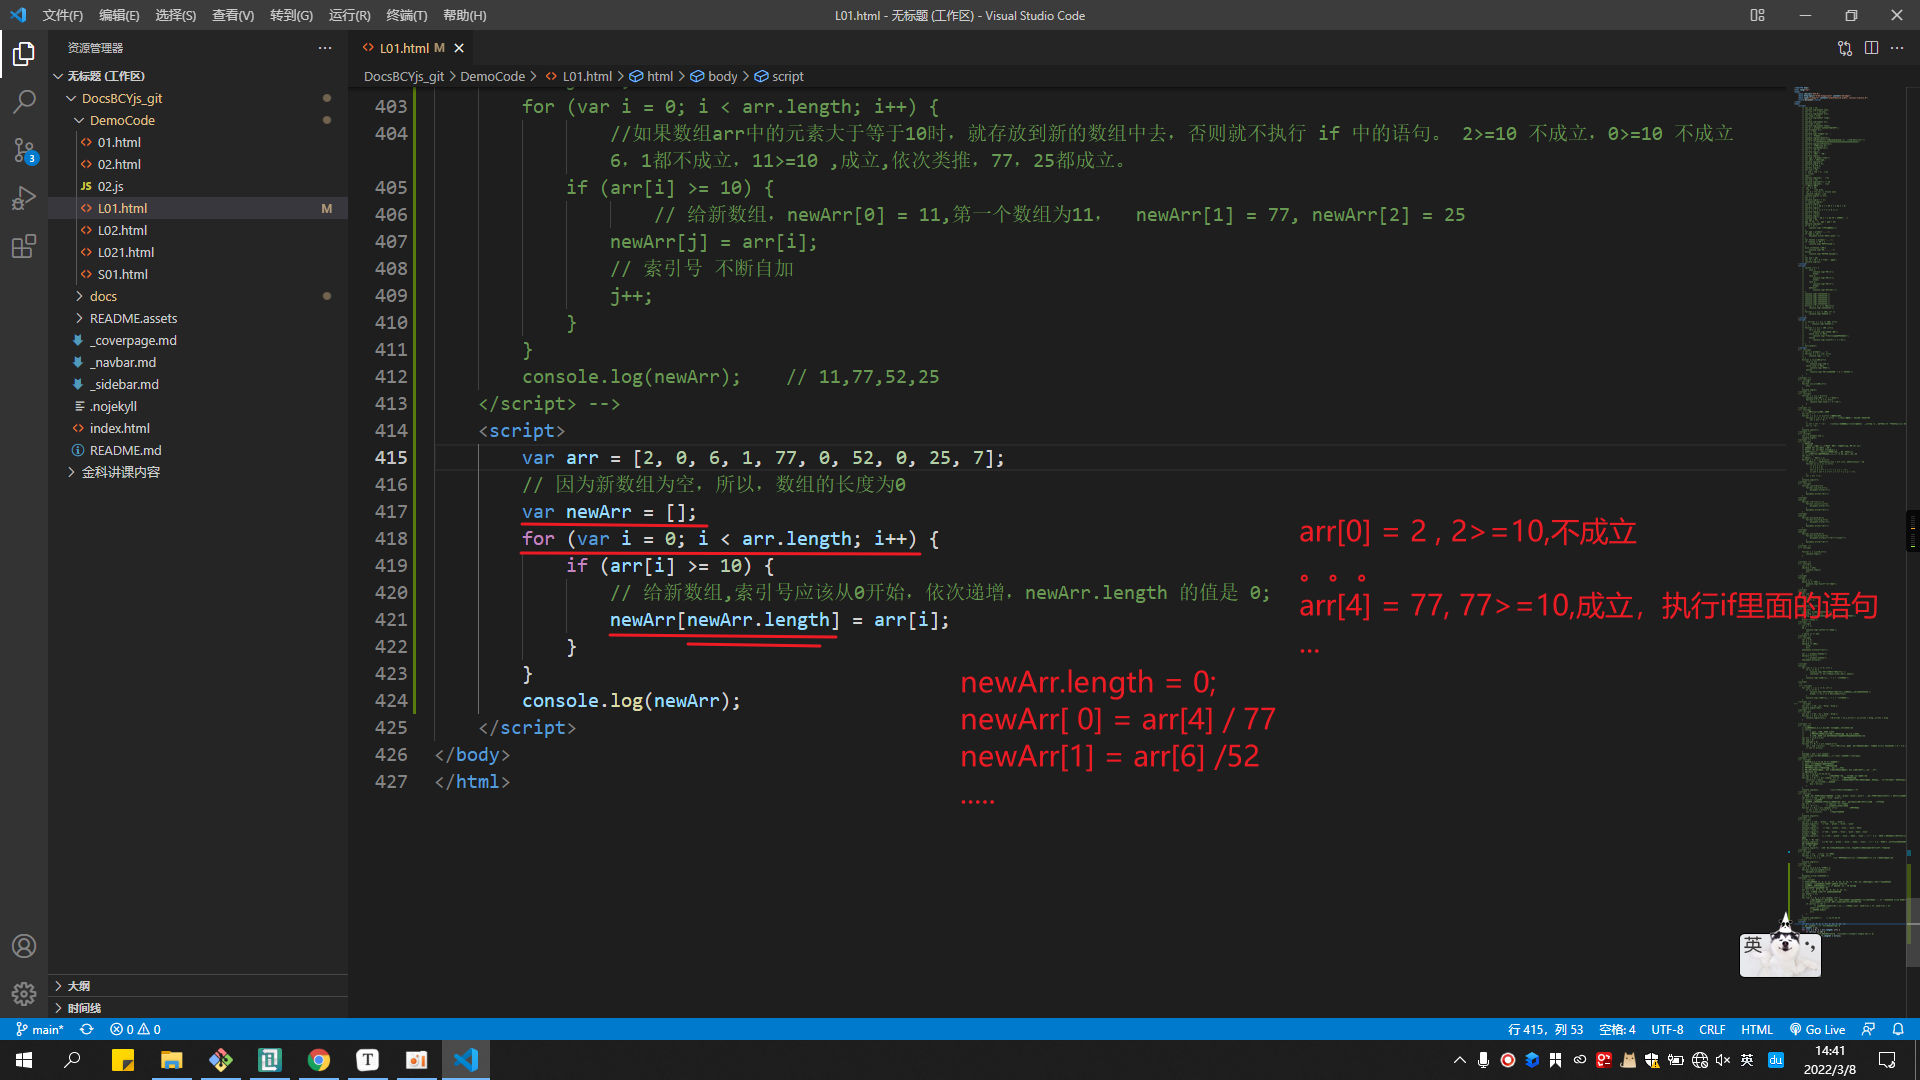 文件(F) 编辑(E) 选择(S) 查看(V) 转到(G) 运行(R) 终端(T) 帮助(H)
L01.html - 无标题 (工作区) - Visual Studio Code
资源管理器
无标题 (工作区)
DocsBCYjs_git
DemoCode
01.html
02.html
JS 02.js
L01.html M
L02.html
L021.html
S01.html
docs
README.assets
_coverpage.md
_navbar.md
_sidebar.md
.nojekyll
index.html
README.md
金科讲课内容
大纲
时间线
3
L01.html M
DocsBCYjs_git > DemoCode > L01.html > html > body > script
403 for (var i = 0; i < arr.length; i++) {
404 //如果数组arr中的元素大于等于10时，就存放到新的数组中去，否则就不执行 if 中的语句。 2>=10 不成立，0>=10 不成立
6，1都不成立，11>=10 ,成立,依次类推，77，25都成立。
405 if (arr[i] >= 10) {
406 // 给新数组，newArr[0] = 11,第一个数组为11， newArr[1] = 77, newArr[2] = 25
407 newArr[j] = arr[i];
408 // 索引号 不断自加
409 j++;
410 }
411 }
412 console.log(newArr); // 11,77,52,25
413 </script> -->
414 <script>
415 var arr = [2, 0, 6, 1, 77, 0, 52, 0, 25, 7];
416 // 因为新数组为空，所以，数组的长度为0
417 var newArr = [];
418 for (var i = 0; i < arr.length; i++) {
419 if (arr[i] >= 10) {
420 // 给新数组,索引号应该从0开始，依次递增，newArr.length 的值是 0;
421 newArr[newArr.length] = arr[i];
422 }
423 }
424 console.log(newArr);
425 </script>
426 </body>
427 </html>
arr[0] = 2 , 2>=10,不成立
。。。
arr[4] = 77, 77>=10,成立，执行if里面的语句
...
newArr.length = 0;
newArr[ 0] = arr[4] / 77
newArr[1] = arr[6] /52
.....
英
main* 0 0
行 415，列 53 空格: 4 UTF-8 CRLF HTML Go Live
英 du
14:41
2022/3/8